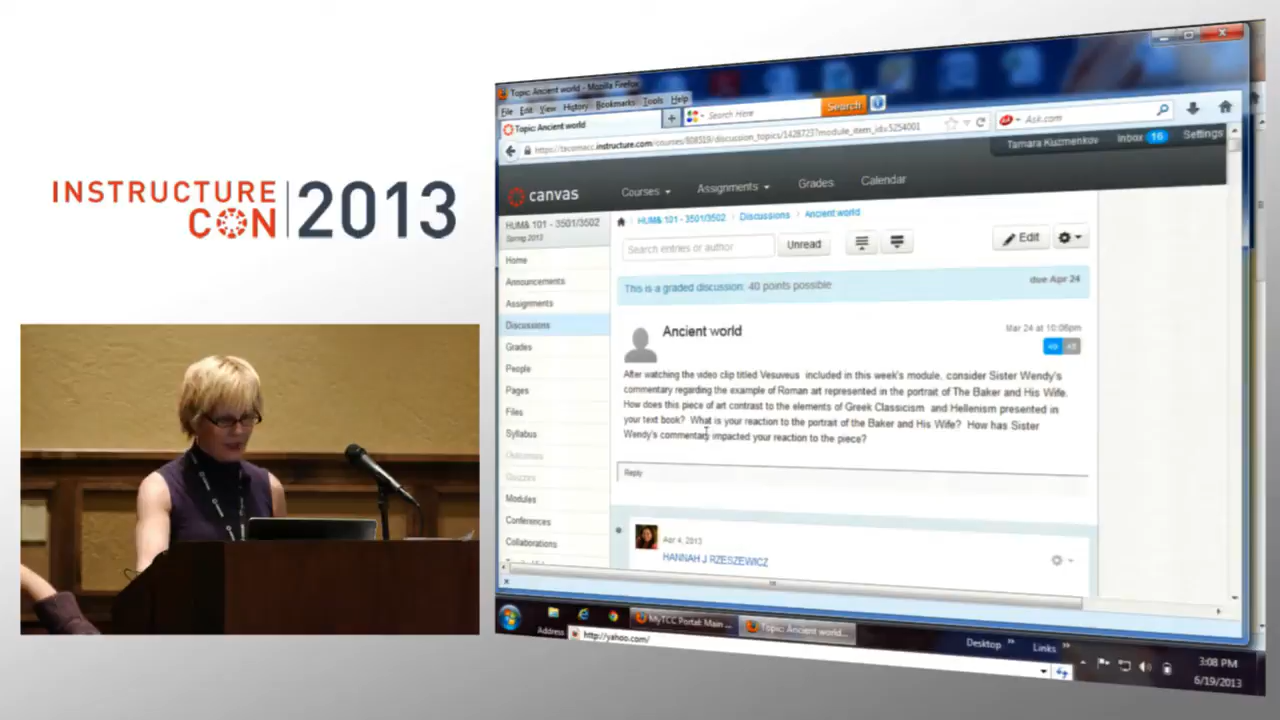 INSTRUCTURE
CON
2013
Topic: Ancient world - Mozilla Firefox
File Edit View History Bookmarks Tools Help
Search Here
Search
Topic: Ancient world
Ask.com
Tamara Kuzmenkov Inbox 16 Settings
canvas
Courses Assignments Grades Calendar
HUM& 101 - 3501/3502
Spring 2013
HUM& 101 - 3501/3502 Discussions Ancient world
Search entries or author
Unread
Edit
Home
Announcements
Assignments
Discussions
Grades
People
Pages
Files
Syllabus
Outcomes
Quizzes
Modules
Conferences
Collaborations
This is a graded discussion: 40 points possible
due Apr 24
Ancient world
Mar 24 at 10:06pm
After watching the video clip titled Vesuveus included in this week's module, consider Sister Wendy's
commentary regarding the example of Roman art represented in the portrait of The Baker and His Wife.
How does this piece of art contrast to the elements of Greek Classicism and Hellenism presented in
your text book? What is your reaction to the portrait of the Baker and His Wife? How has Sister
Wendy's commentary impacted your reaction to the piece?
Reply
Apr 4, 2013
HANNAH J RZESZEWICZ
MyTCC Portal: Main ...
Topic: Ancient world...
Address http://yahoo.com/
Desktop
Links
3:08 PM
6/19/2013